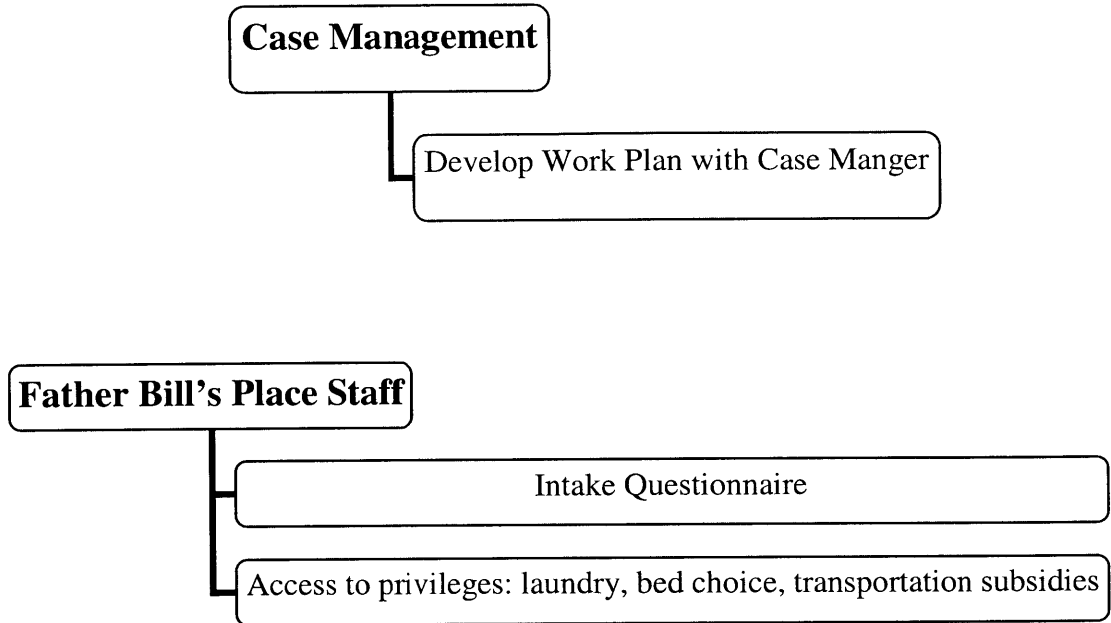 Case Management
Develop Work Plan with Case Manger
Father Bill's Place Staff
Intake Questionnaire
Access to privileges: laundry, bed choice, transportation subsidies